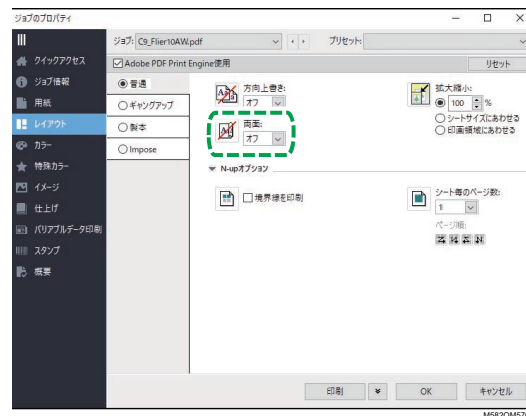 ジョブのプロパティ
ジョブ: C9_Flier10AW.pdf
プリセット:
クイックアクセス
ジョブ情報
用紙
レイアウト
カラー
特殊カラー
イメージ
仕上げ
バリアブルデータ印刷
スタンプ
概要
Adobe PDF Print Engine使用
リセット
普通
ギャングアップ
製本
Impose
方向上書き:
オフ
両面:
オフ
拡大縮小:
100 %
シートサイズにあわせる
印画領域にあわせる
N-upオプション
境界線を印刷
シート毎のページ数:
1
ページ順:
印刷
OK
キャンセル